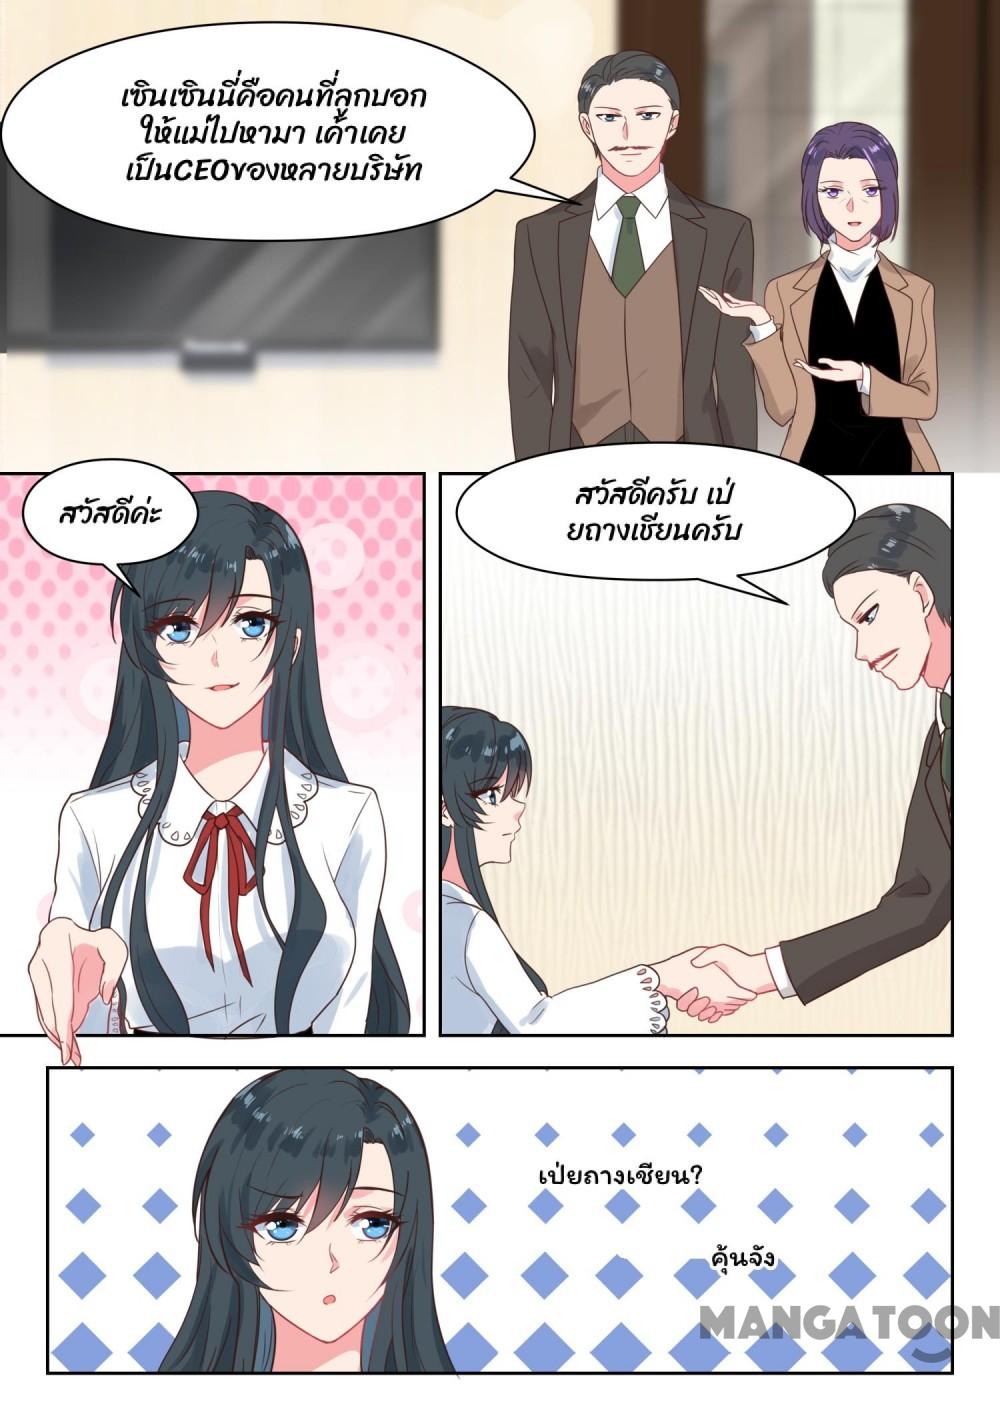 เซินเซินนี่คือคนที่ลูกบอก
ให้แม่ไปหามา เค้าเคย
เป็นCEOของหลายบริษัท
สวัสดีค่ะ
สวัสดีครับ เป่
ยถางเชียนครับ
เป่ยถางเชียน?
คุ้นจัง
MANGATOON